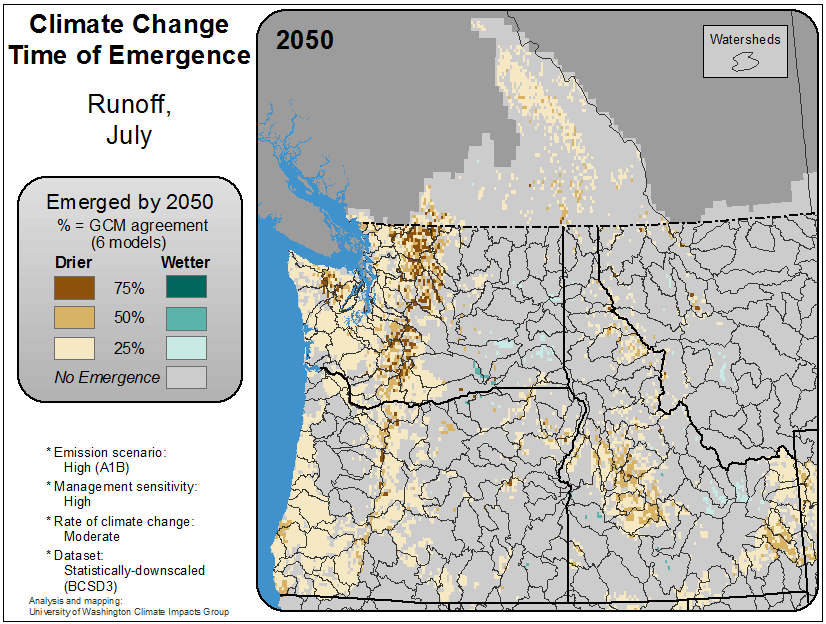 Climate Change
Time of Emergence
Runoff,
July
Emerged by 2050
% = GCM agreement
(6 models)
Drier Wetter
75%
50%
25%
No Emergence
* Emission scenario:
High (A1B)
* Management sensitivity:
High
* Rate of climate change:
Moderate
* Dataset:
Statistically-downscaled
(BCSD3)
Analysis and mapping:
University of Washington Climate Impacts Group
2050
Watersheds